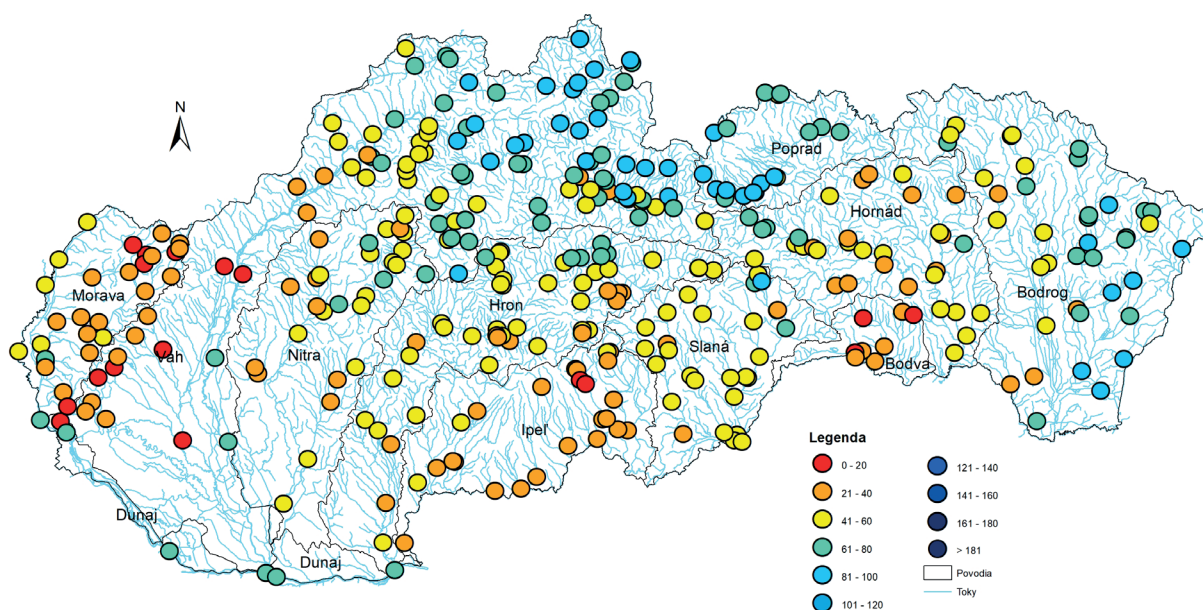 N
Poprad
Hornád
Morava
Hron
Bodrog
Váh
Nitra
Slaná
Bodva
Ipeľ
Dunaj
Dunaj
Legenda
0 - 20
21 - 40
41 - 60
61 - 80
81 - 100
101 - 120
121 - 140
141 - 160
161 - 180
> 181
Povodia
Toky